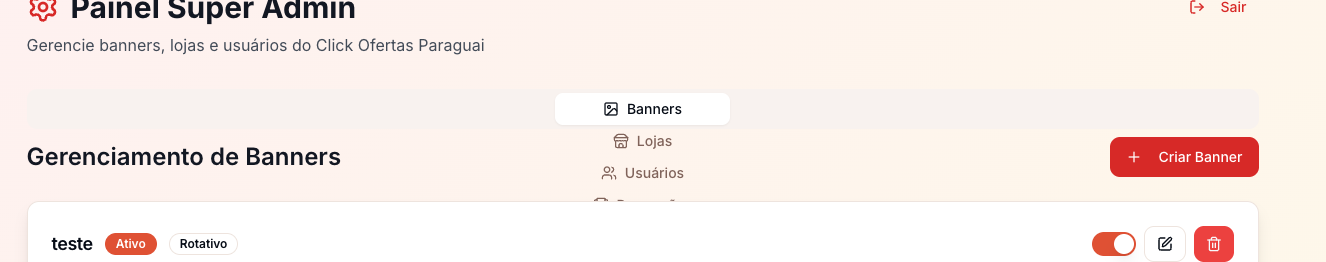 Painel Super Admin
Sair
Gerencie banners, lojas e usuários do Click Ofertas Paraguai
Banners
Lojas
Gerenciamento de Banners
Criar Banner
Usuários
teste
Ativo
Rotativo